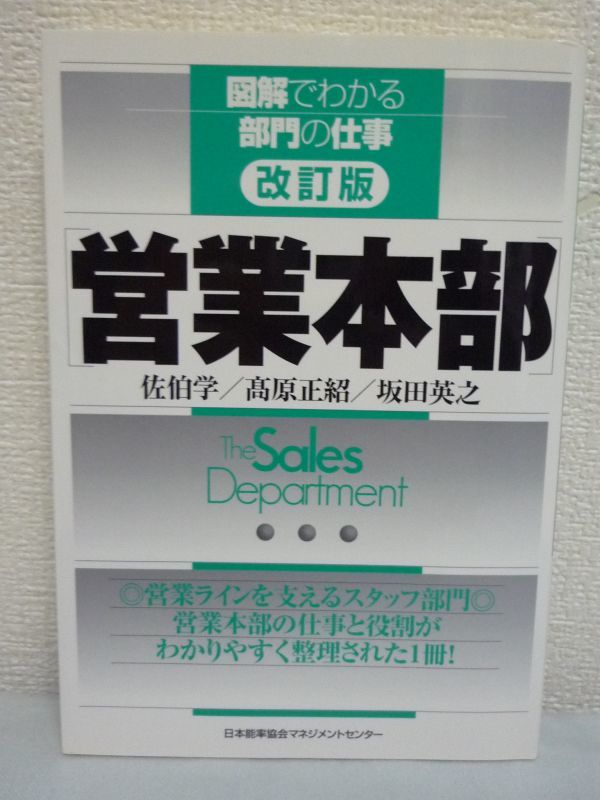 図解でわかる
部門の仕事
改訂版
[営業本部]
佐伯学／髙原正紹／坂田英之
The Sales
Department
◎営業ラインを支えるスタッフ部門◎
営業本部の仕事と役割が
わかりやすく整理された1冊!
日本能率協会マネジメントセンター